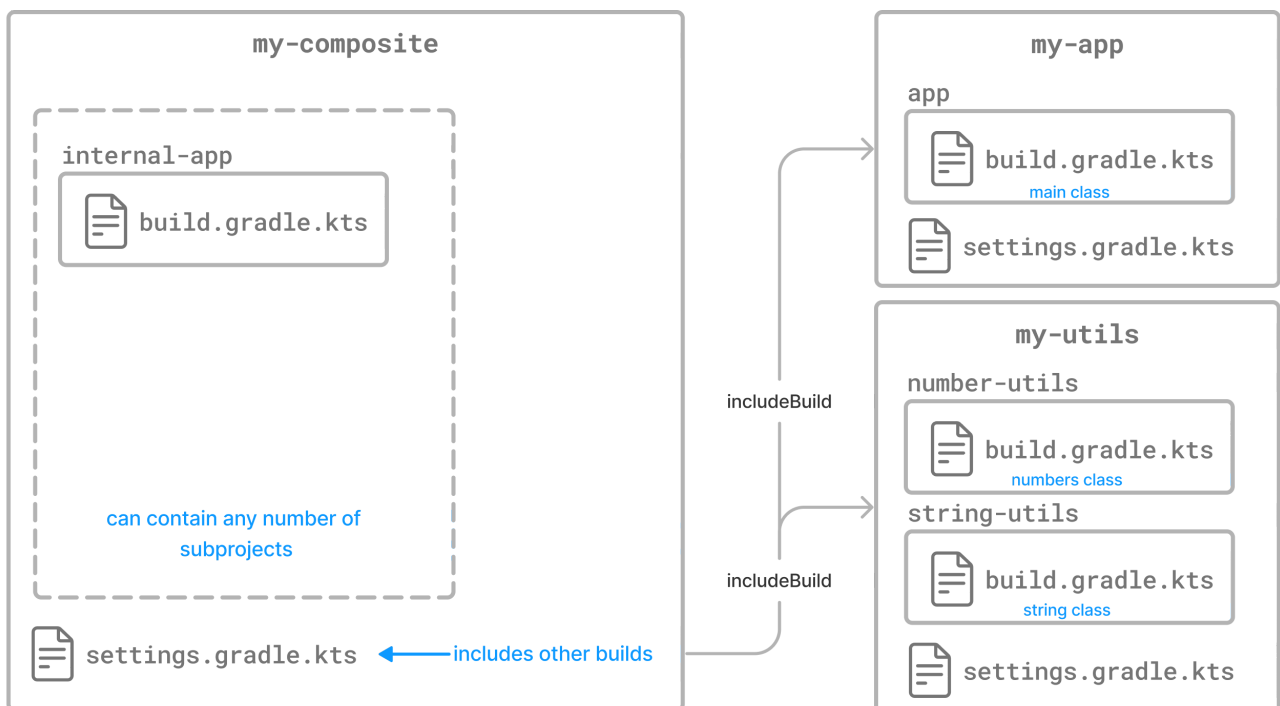 my-composite
internal-app
build.gradle.kts
can contain any number of
subprojects
settings.gradle.kts
includes other builds
includeBuild
includeBuild
my-app
app
build.gradle.kts
main class
settings.gradle.kts
my-utils
number-utils
build.gradle.kts
numbers class
string-utils
build.gradle.kts
string class
settings.gradle.kts